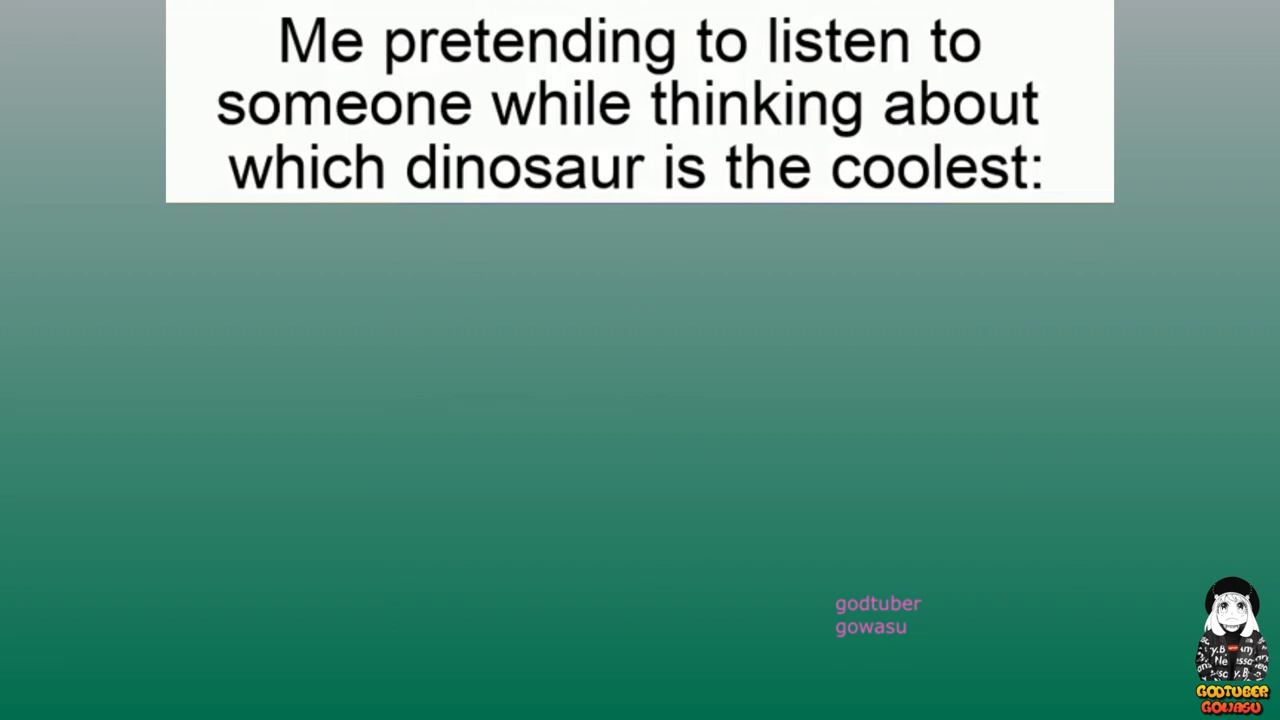 Me pretending to listen to
someone while thinking about
which dinosaur is the coolest:
godtuber
gowasu
GODTUBER
GOWASU